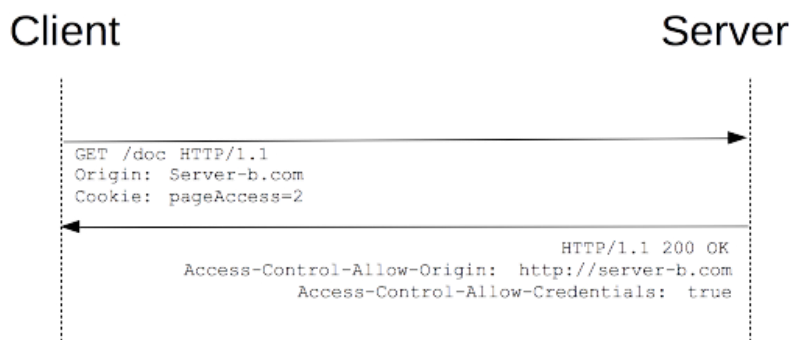 Client
Server
GET /doc HTTP/1.1
Origin: Server-b.com
Cookie: pageAccess=2
HTTP/1.1 200 OK
Access-Control-Allow-Origin: http://server-b.com
Access-Control-Allow-Credentials: true